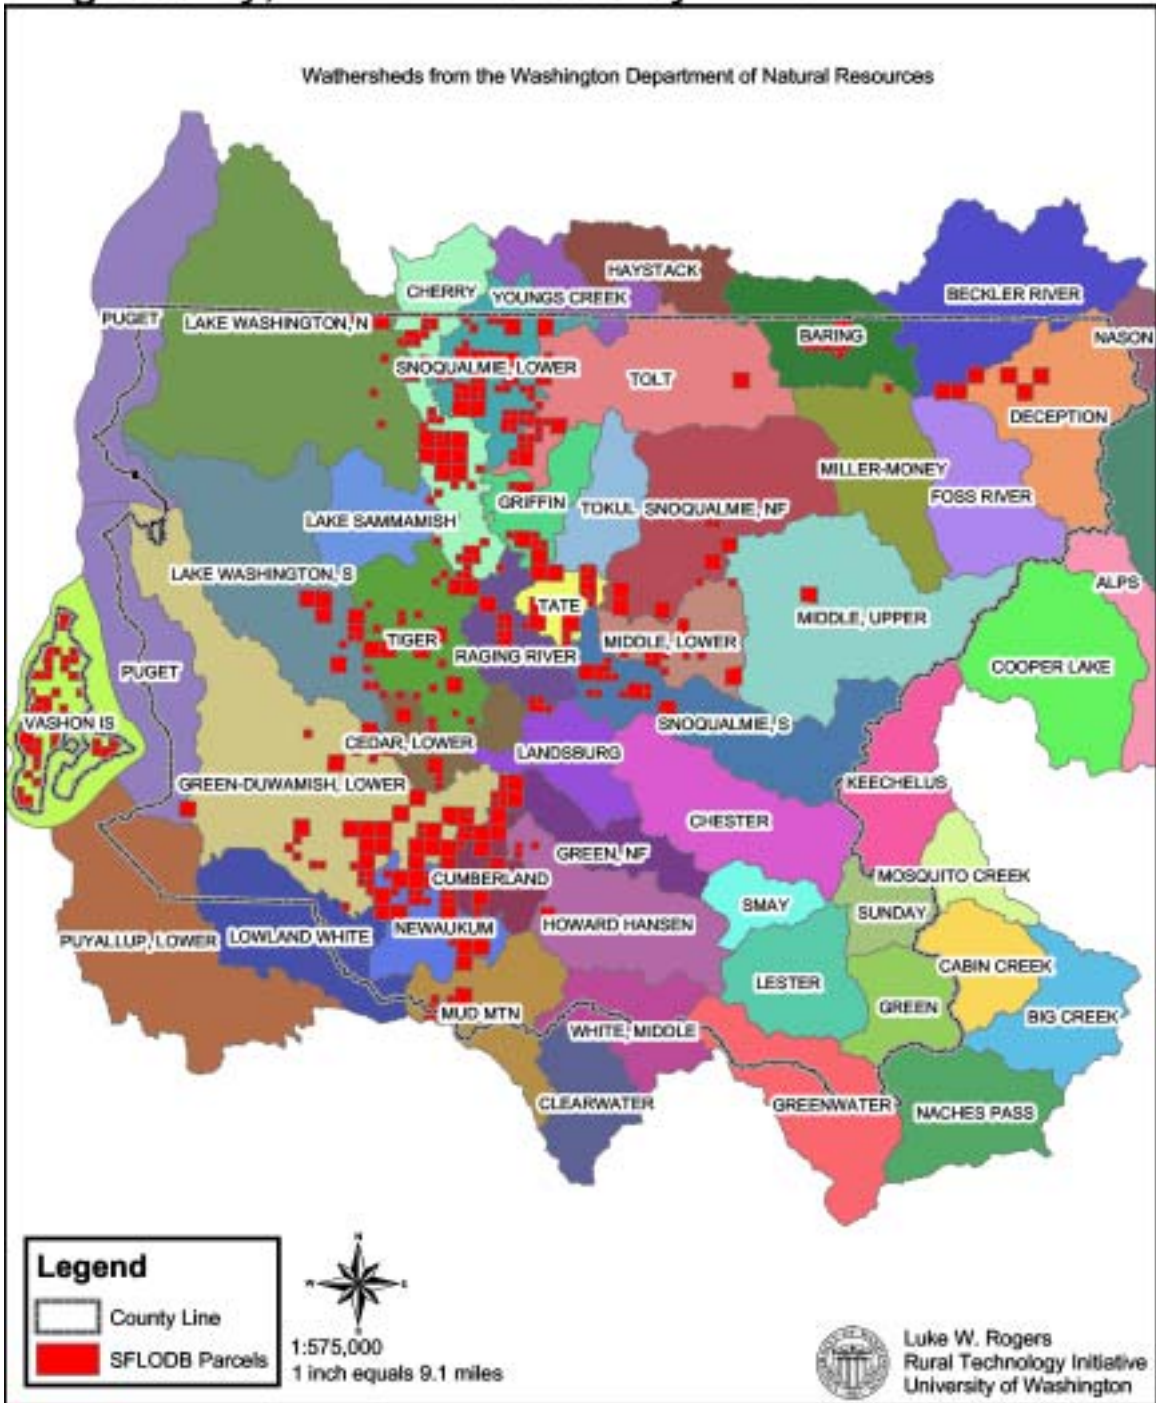 Wathersheds from the Washington Department of Natural Resources
HAYSTACK
CHERRY
YOUNGS CREEK
BECKLER RIVER
PUGET
LAKE WASHINGTON, N
BARING
NASON
SNOQUALMIE, LOWER
TOLT
DECEPTION
MILLER-MONEY
FOSS RIVER
GRIFFIN
TOKUL
SNOQUALMIE, NF
LAKE SAMMAMISH
LAKE WASHINGTON, S
ALPS
TATE
MIDDLE, UPPER
TIGER
MIDDLE, LOWER
RAGING RIVER
COOPER LAKE
PUGET
VASHON IS
SNOQUALMIE, S
CEDAR, LOWER
LANDSBURG
GREEN-DUWAMISH, LOWER
KEECHELUS
CHESTER
GREEN, NF
CUMBERLAND
MOSQUITO CREEK
SMAY
SUNDAY
HOWARD HANSEN
NEWAUKUM
PUYALLUP, LOWER
LOWLAND WHITE
CABIN CREEK
LESTER
GREEN
BIG CREEK
MUD MTN
WHITE, MIDDLE
CLEARWATER
GREENWATER
NACHES PASS
Legend
County Line
SFLODB Parcels
N
W
E
S
1:575,000
1 inch equals 9.1 miles
Luke W. Rogers
Rural Technology Initiative
University of Washington